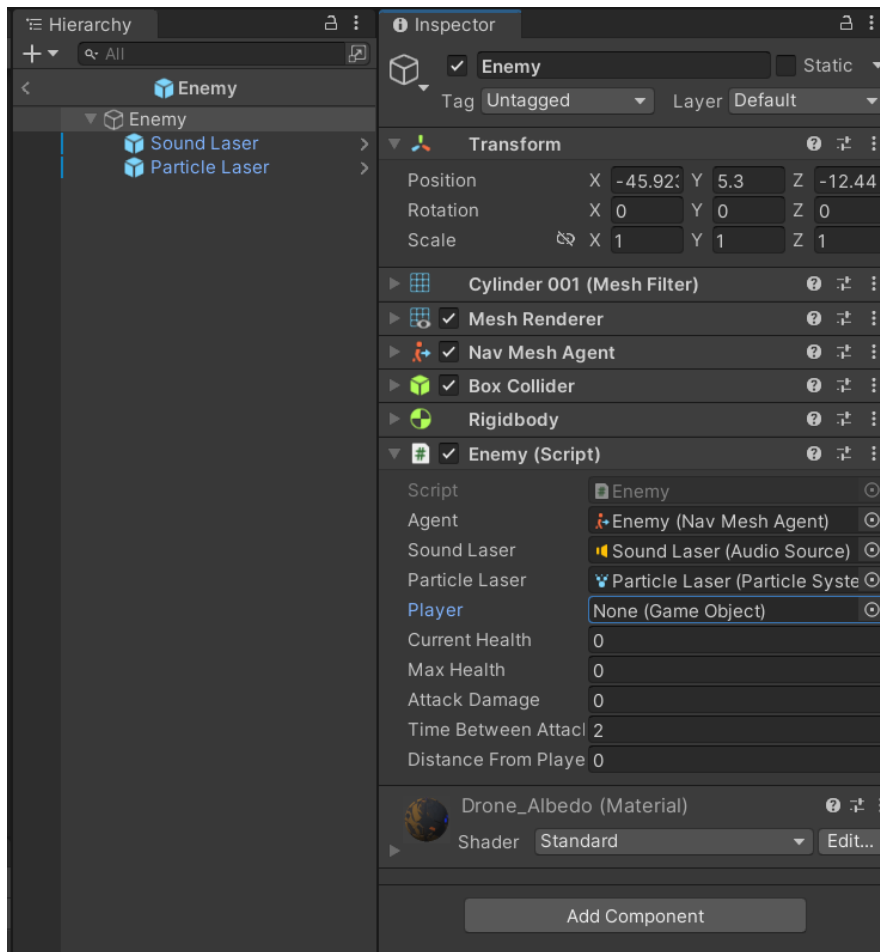 Hierarchy
All
Enemy
Enemy
Sound Laser
Particle Laser
Inspector
Enemy Static
Tag Untagged Layer Default
Transform
Position X -45.92 Y 5.3 Z -12.44
Rotation X 0 Y 0 Z 0
Scale X 1 Y 1 Z 1
Cylinder 001 (Mesh Filter)
Mesh Renderer
Nav Mesh Agent
Box Collider
Rigidbody
# Enemy (Script)
Script # Enemy
Agent Enemy (Nav Mesh Agent)
Sound Laser Sound Laser (Audio Source)
Particle Laser Particle Laser (Particle Syste
Player None (Game Object)
Current Health 0
Max Health 0
Attack Damage 0
Time Between Attacl 2
Distance From Playe 0
Drone_Albedo (Material)
Shader Standard Edit...
Add Component